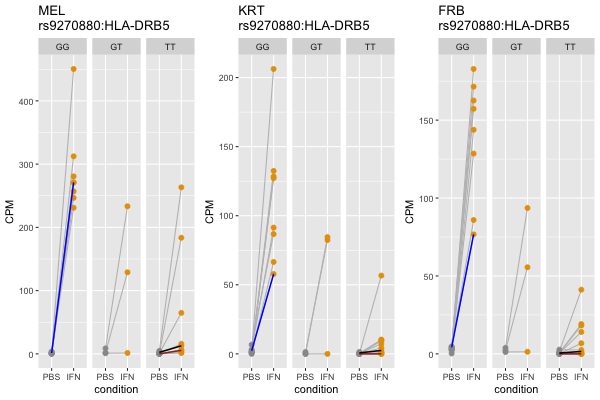 MEL
rs9270880:HLA-DRB5
GG GT TT
400
300
200
100
0
CPM
PBS IFN PBS IFN PBS IFN
condition
KRT
rs9270880:HLA-DRB5
GG GT TT
200
150
100
50
0
CPM
PBS IFN PBS IFN PBS IFN
condition
FRB
rs9270880:HLA-DRB5
GG GT TT
150
100
50
0
CPM
PBS IFN PBS IFN PBS IFN
condition